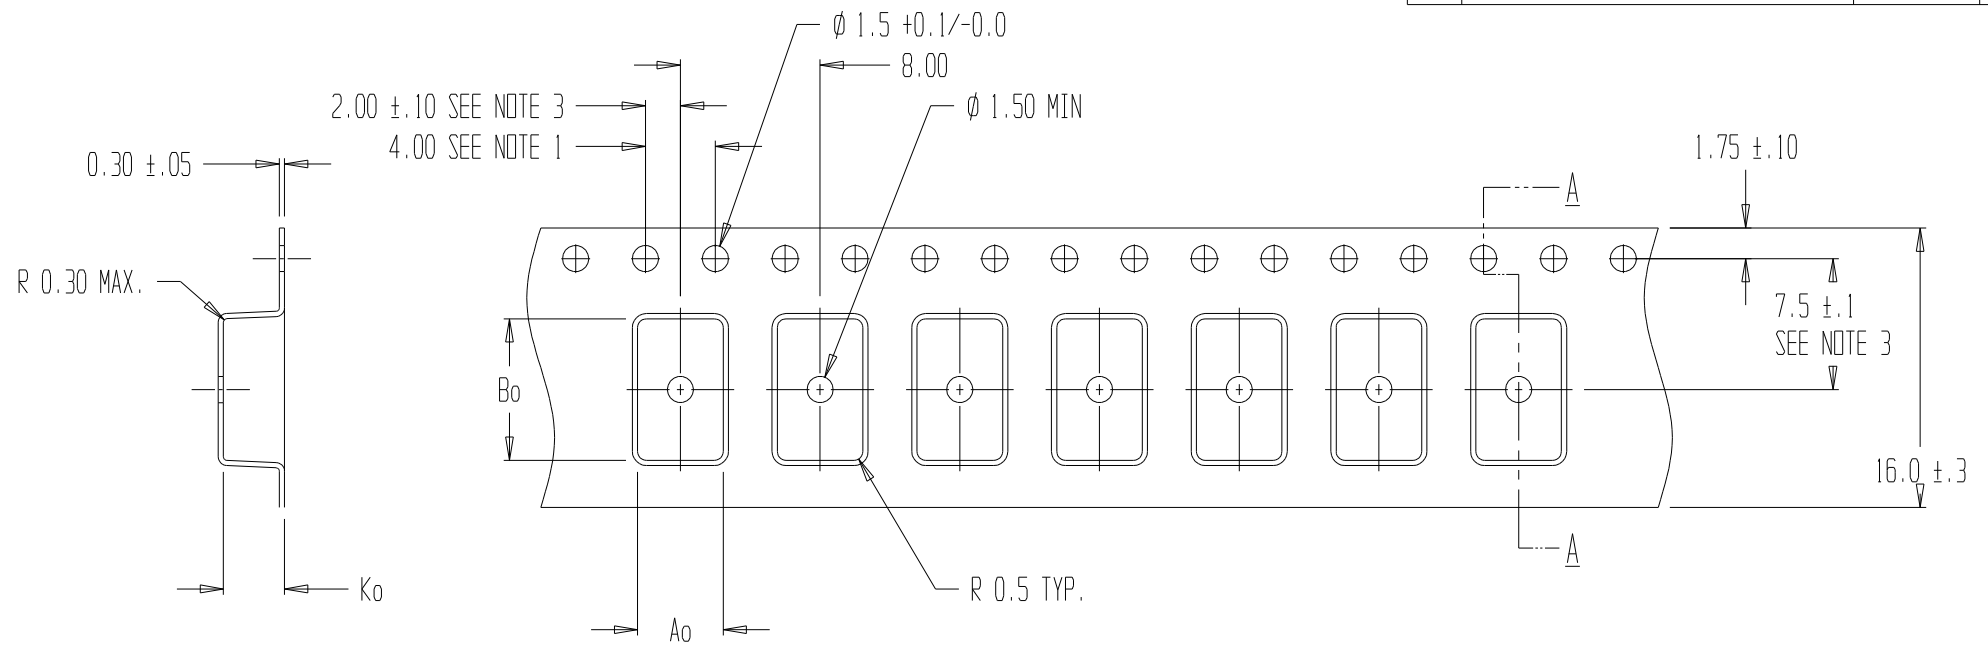 Ø 1.5 +0.1/-0.0
8.00
2.00 ±.10 SEE NOTE 3
Ø 1.50 MIN
4.00 SEE NOTE 1
0.30 ±.05
1.75 ±.10
A
R 0.30 MAX.
7.5 ±.1
SEE NOTE 3
Bo
16.0 ±.3
A
Ko
R 0.5 TYP.
Ao